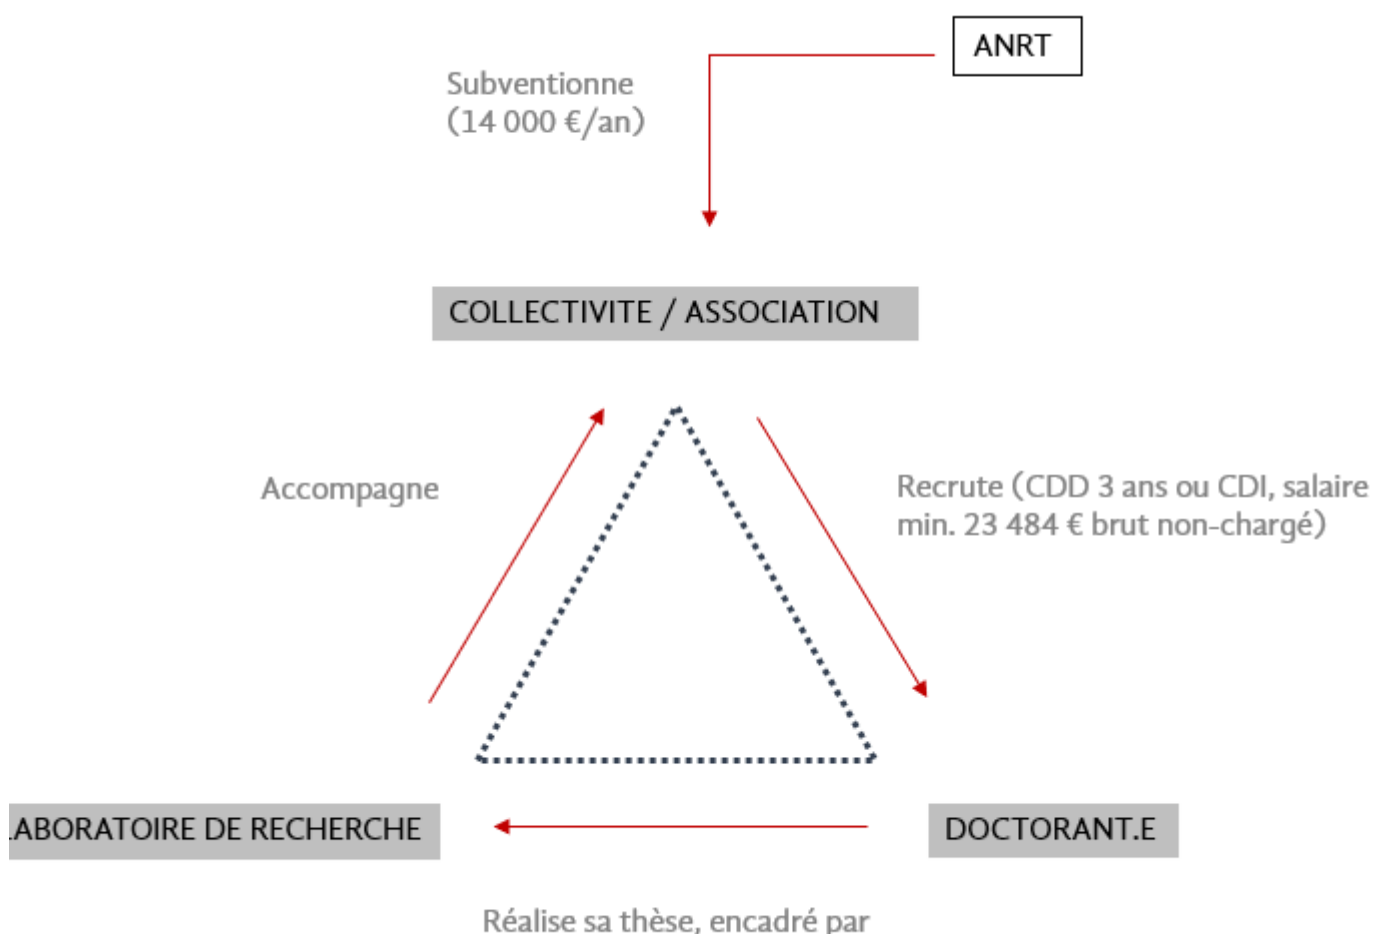 ANRT
Subventionne
(14 000 €/an)
COLLECTIVITE / ASSOCIATION
Accompagne
Recrute (CDD 3 ans ou CDI, salaire
min. 23 484 € brut non-chargé)
LABORATOIRE DE RECHERCHE
DOCTORANT.E
Réalise sa thèse, encadré par